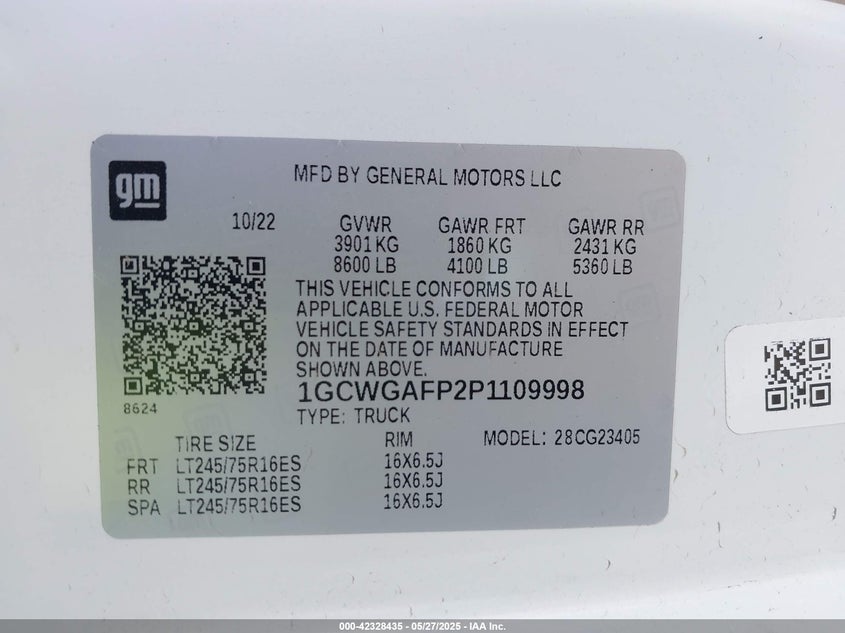 gm
MFD BY GENERAL MOTORS LLC
10/22 GVWR GAWR FRT GAWR RR
3901 KG 1860 KG 2431 KG
8600 LB 4100 LB 5360 LB
THIS VEHICLE CONFORMS TO ALL
APPLICABLE U.S. FEDERAL MOTOR
VEHICLE SAFETY STANDARDS IN EFFECT
ON THE DATE OF MANUFACTURE
SHOWN ABOVE.
1GCWGAFP2P1109998
8624
TYPE: TRUCK
TIRE SIZE RIM MODEL: 28CG23405
FRT LT245/75R16ES 16X6.5J
RR LT245/75R16ES 16X6.5J
SPA LT245/75R16ES 16X6.5J
000-42328435 - 05/27/2025 - IAA Inc.